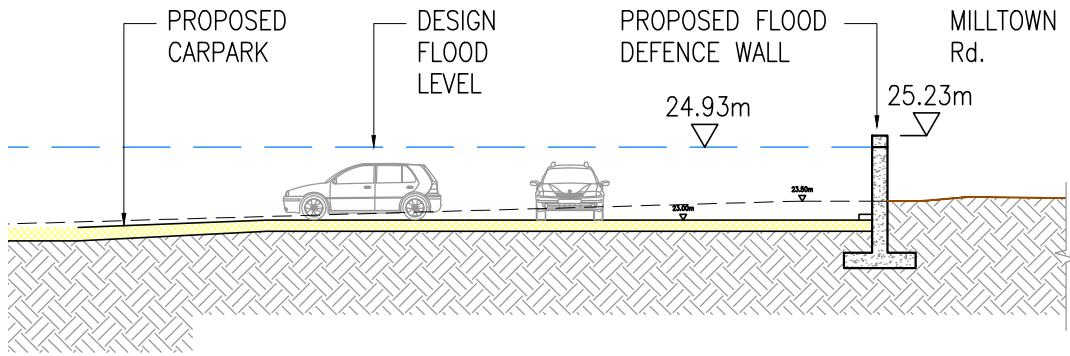 PROPOSED
CARPARK
DESIGN
FLOOD
LEVEL
PROPOSED FLOOD
DEFENCE WALL
MILLTOWN
Rd.
24.93m
25.23m
23.50m
23.00m